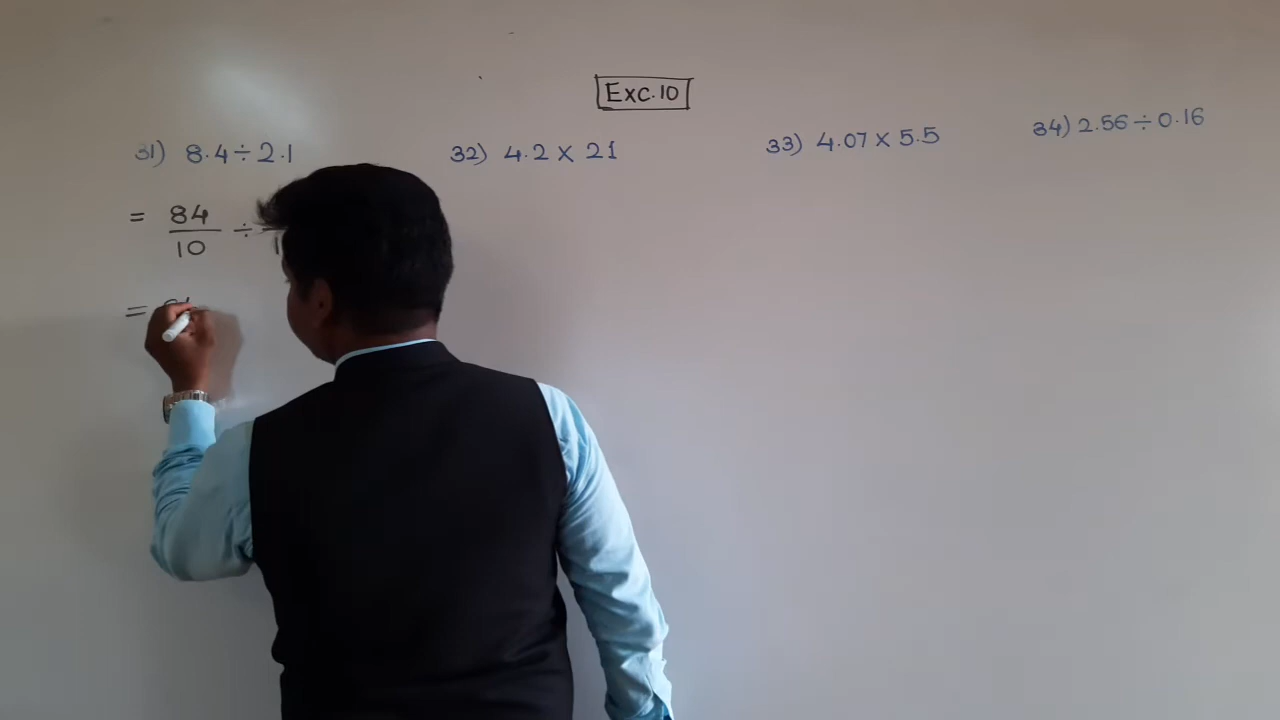 Exc.10
31) 8.4 ÷ 2.1
= 84/10 ÷
=
32) 4.2 × 21
33) 4.07 × 5.5
34) 2.56 ÷ 0.16